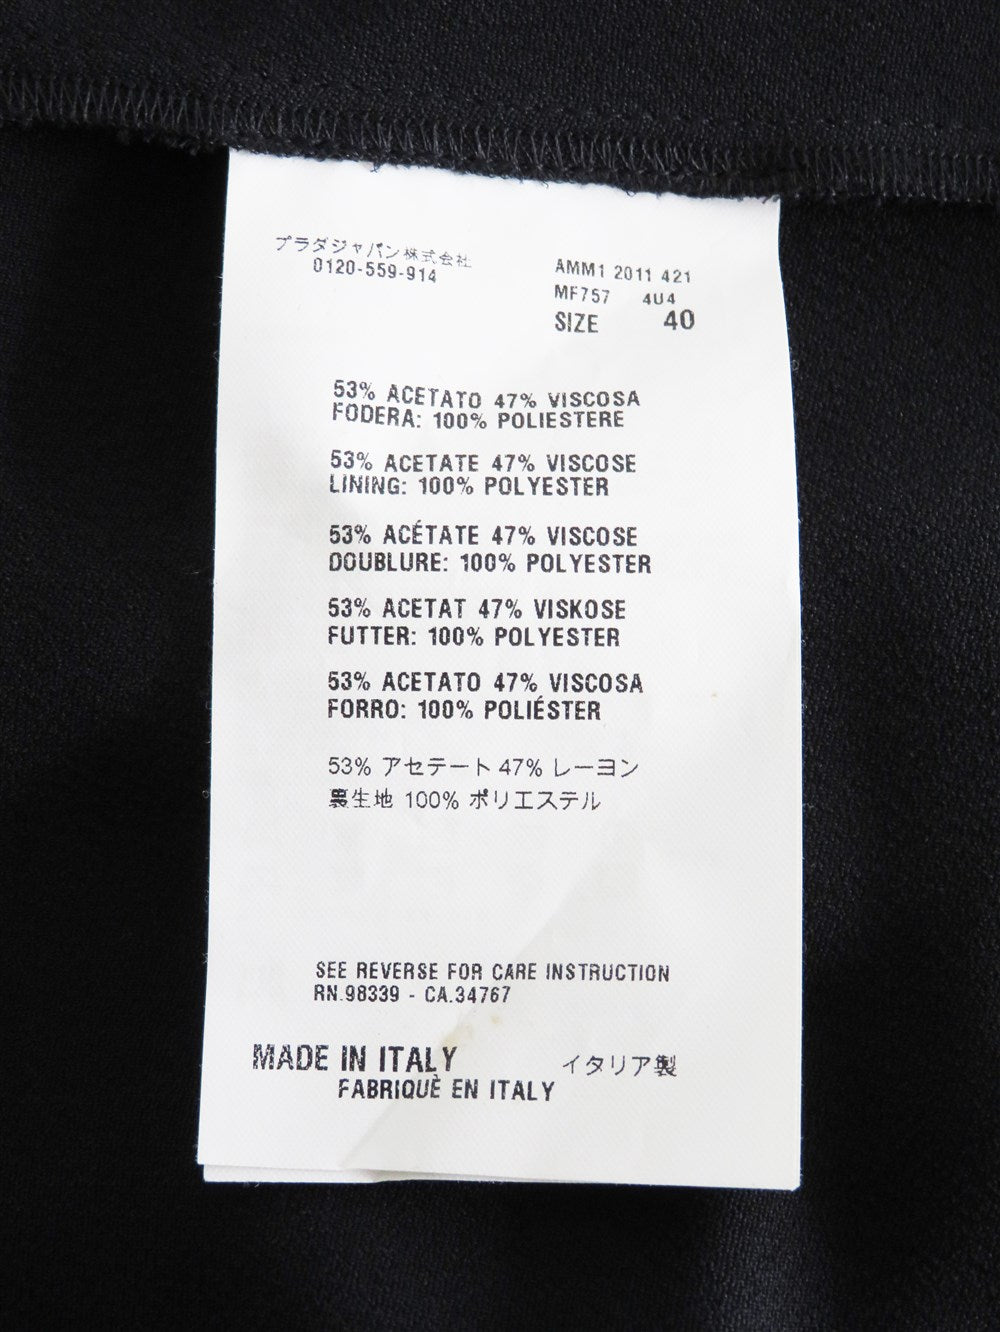 プラダジャパン株式会社
0120-559-914
AMM1 2011 421
MF757 4U4
SIZE 40
53% ACETATO 47% VISCOSA
FODERA: 100% POLIESTERE
53% ACETATE 47% VISCOSE
LINING: 100% POLYESTER
53% ACÉTATE 47% VISCOSE
DOUBLURE: 100% POLYESTER
53% ACETAT 47% VISKOSE
FUTTER: 100% POLYESTER
53% ACETATO 47% VISCOSA
FORRO: 100% POLIÉSTER
53% アセテート 47% レーヨン
裏生地 100% ポリエステル
SEE REVERSE FOR CARE INSTRUCTION
RN.98339 - CA.34767
MADE IN ITALY イタリア製
FABRIQUÈ EN ITALY